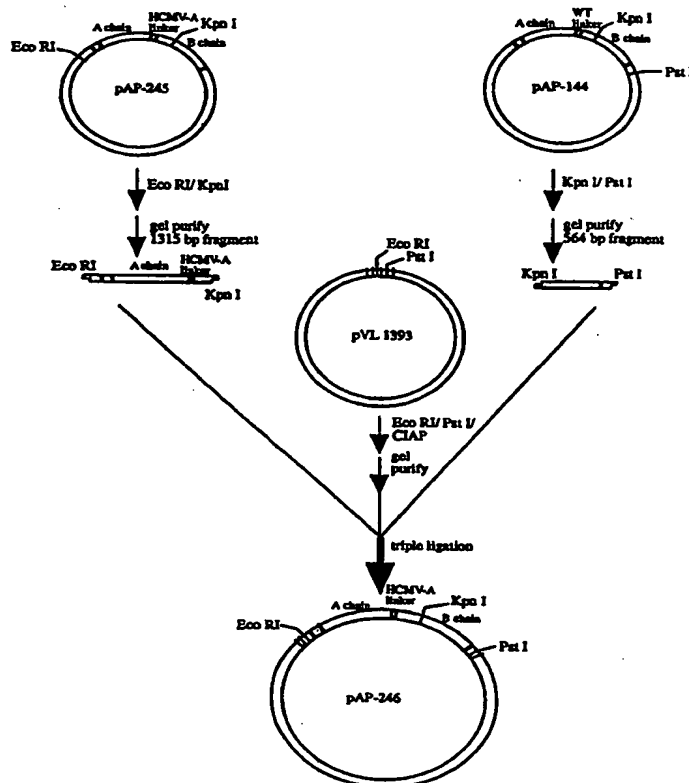 A chain
HCMV-A
linker
Kpn I
B chain
Eco RI
pAP-245
Eco RI/ KpnI
gel purify
1315 bp fragment
Eco RI
A chain
HCMV-A
linker
Kpn I
A chain
WT
linker
Kpn I
B chain
Pst I
pAP-144
Kpn I/ Pst I
gel purify
564 bp fragment
Kpn I
Pst I
Eco RI
Pst I
pVL 1393
Eco RI/ Pst I/
CIAP
gel
purify
triple ligation
A chain
HCMV-A
linker
Kpn I
B chain
Eco RI
Pst I
pAP-246